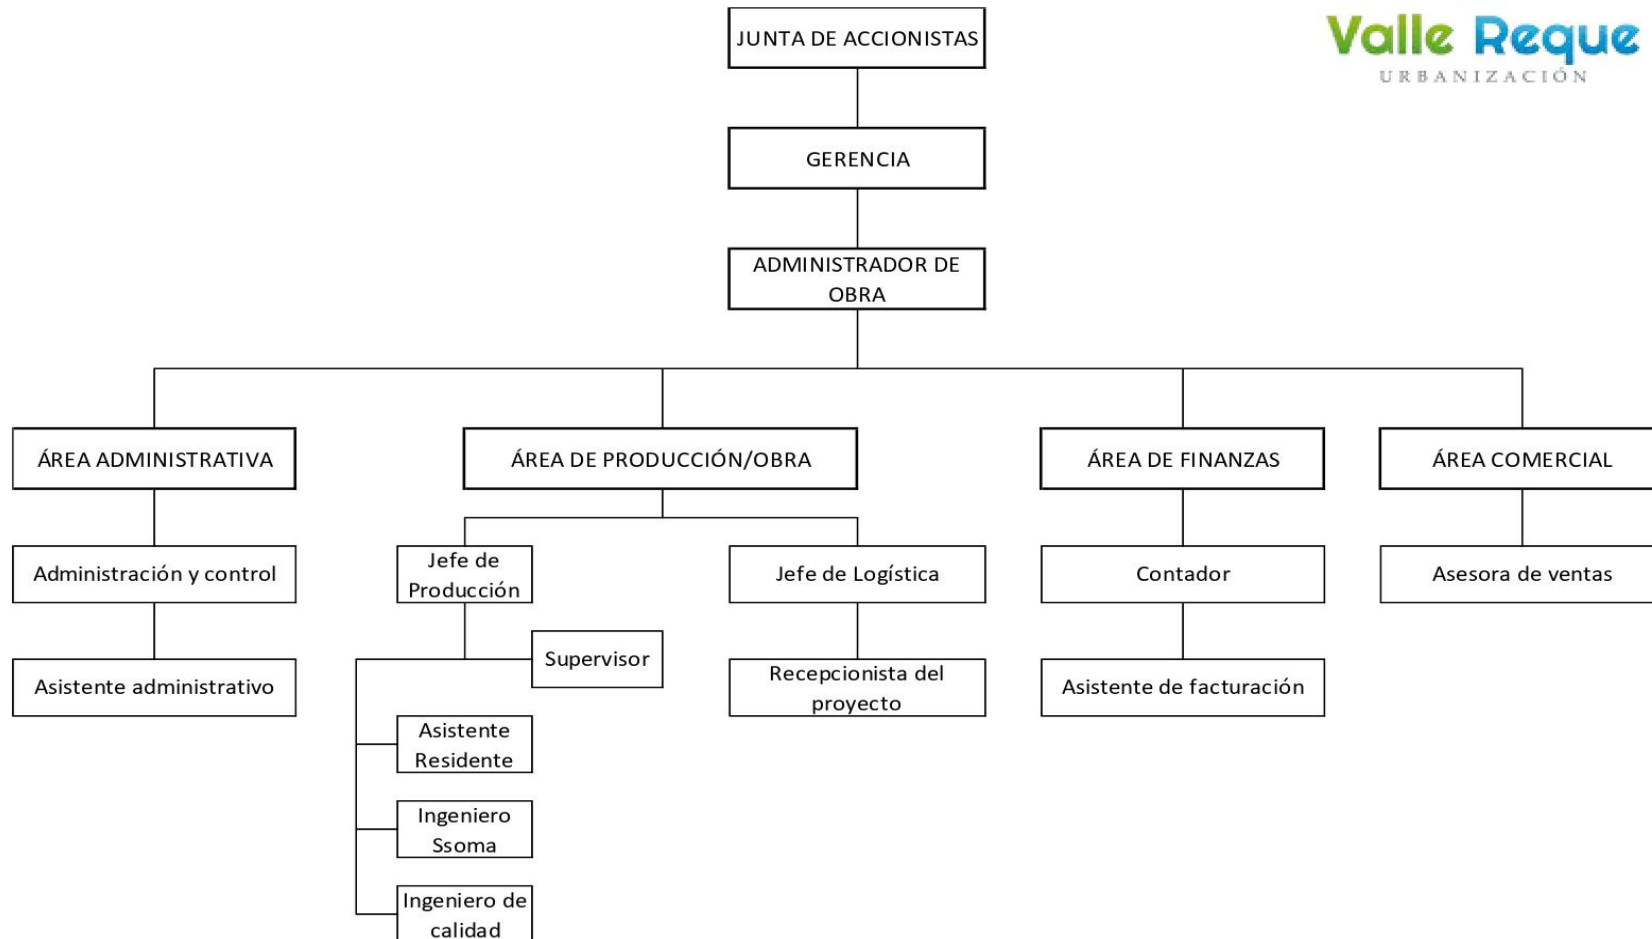 Valle Reque
URBANIZACIÓN
JUNTA DE ACCIONISTAS
GERENCIA
ADMINISTRADOR DE
OBRA
ÁREA ADMINISTRATIVA
ÁREA DE PRODUCCIÓN/OBRA
ÁREA DE FINANZAS
ÁREA COMERCIAL
Administración y control
Jefe de
Producción
Jefe de Logística
Contador
Asesora de ventas
Supervisor
Asistente administrativo
Recepcionista del
proyecto
Asistente de facturación
Asistente
Residente
Ingeniero
Ssoma
Ingeniero de
calidad